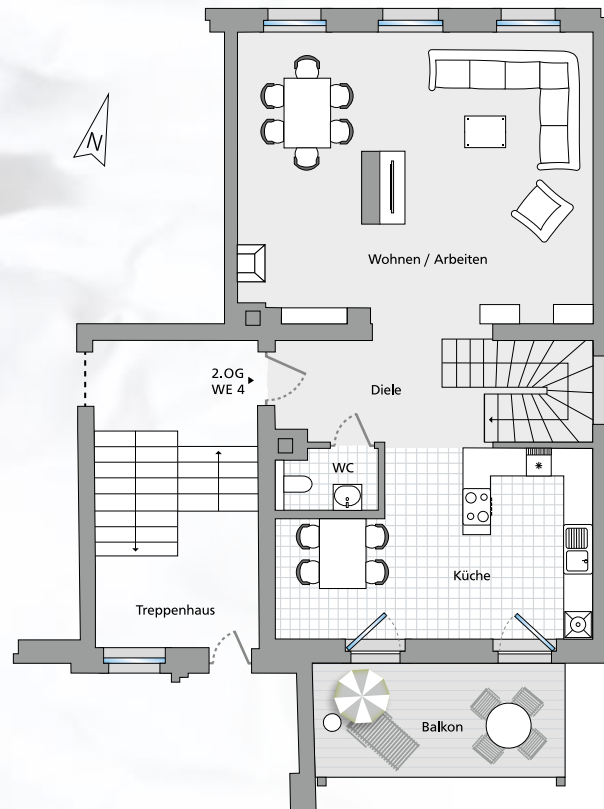 N
Wohnen / Arbeiten
2.OG
WE 4
Diele
WC
Küche
Treppenhaus
Balkon